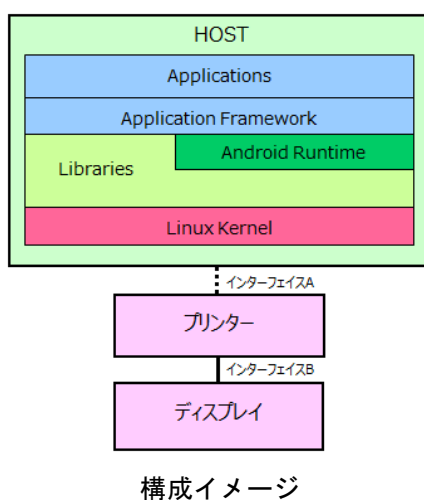 HOST
Applications
Application Framework
Android Runtime
Libraries
Linux Kernel
インターフェイスA
プリンター
インターフェイスB
ディスプレイ
構成イメージ